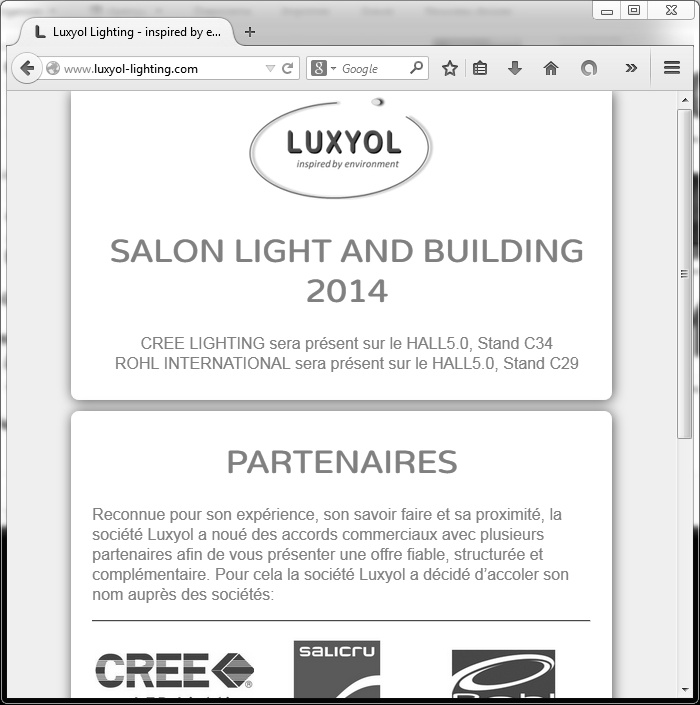 Luxyol Lighting - inspired by e...
www.luxyol-lighting.com
Google
LUXYOL
inspired by environment
SALON LIGHT AND BUILDING
2014
CREE LIGHTING sera présent sur le HALL5.0, Stand C34
ROHL INTERNATIONAL sera présent sur le HALL5.0, Stand C29
PARTENAIRES
Reconnue pour son expérience, son savoir faire et sa proximité, la
société Luxyol a noué des accords commerciaux avec plusieurs
partenaires afin de vous présenter une offre fiable, structurée et
complémentaire. Pour cela la société Luxyol a décidé d'accoler son
nom auprès des sociétés:
CREE
SALICRU